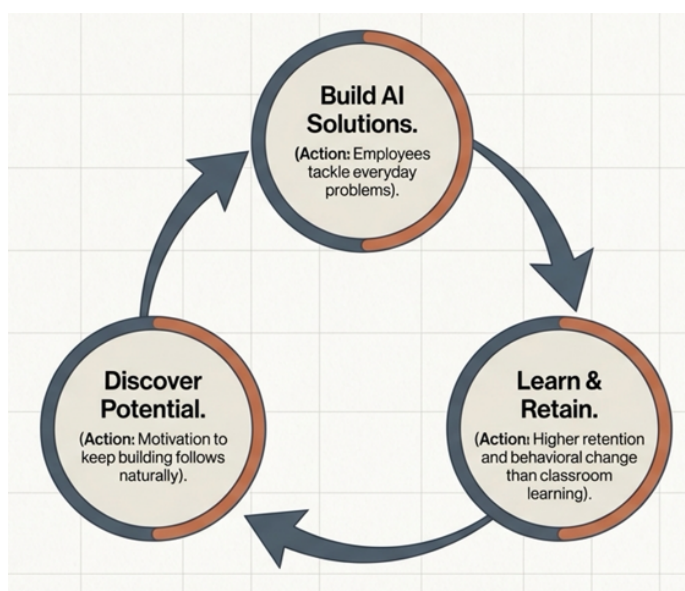 Build AI
Solutions.
(Action: Employees
tackle everyday
problems).
Discover
Potential.
(Action: Motivation to
keep building follows
naturally).
Learn &
Retain.
(Action: Higher retention
and behavioral change
than classroom
learning).